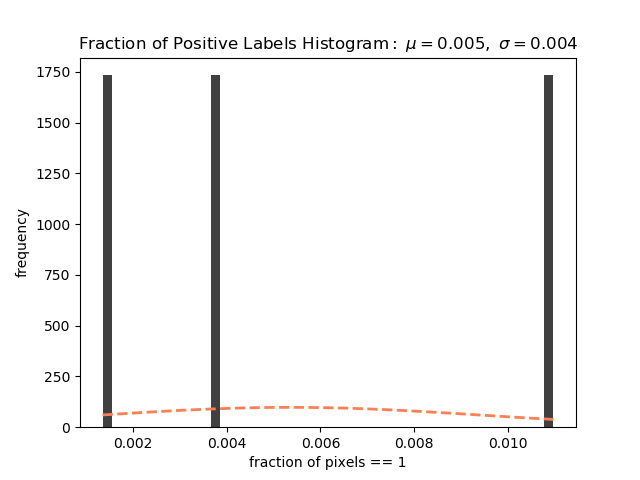 Fraction of Positive Labels Histogram : μ = 0.005, σ = 0.004
1750
1500
1250
1000
750
500
250
0
frequency
0.002 0.004 0.006 0.008 0.010
fraction of pixels == 1